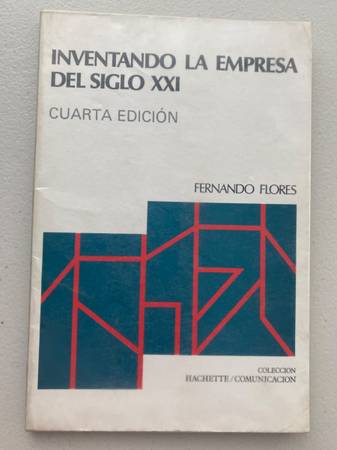 INVENTANDO LA EMPRESA
DEL SIGLO XXI
CUARTA EDICIÓN
FERNANDO FLORES
COLECCION
HACHETTE/COMUNICACION